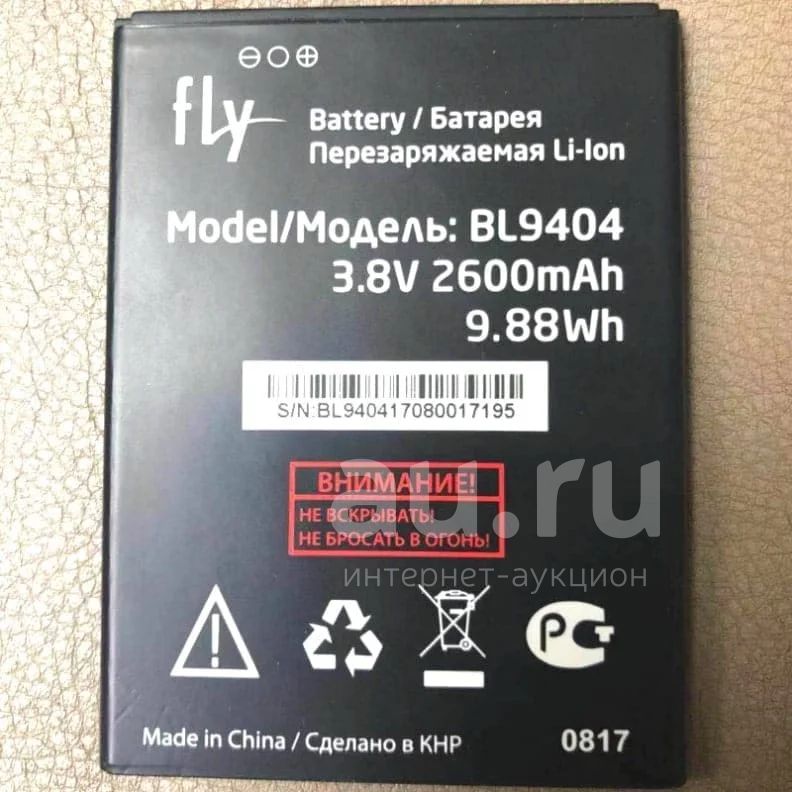 fly
Battery / Батарея
Перезаряжаемая Li-Ion
Model/Модель: BL9404
3.8V 2600mAh
9.88Wh
S/N:BL940417080017195
ВНИМАНИЕ!
НЕ ВСКРЫВАТЬ!
НЕ БРОСАТЬ В ОГОНЬ!
au.ru
интернет-аукцион
РСТ
Made in China / Сделано в КНР
0817